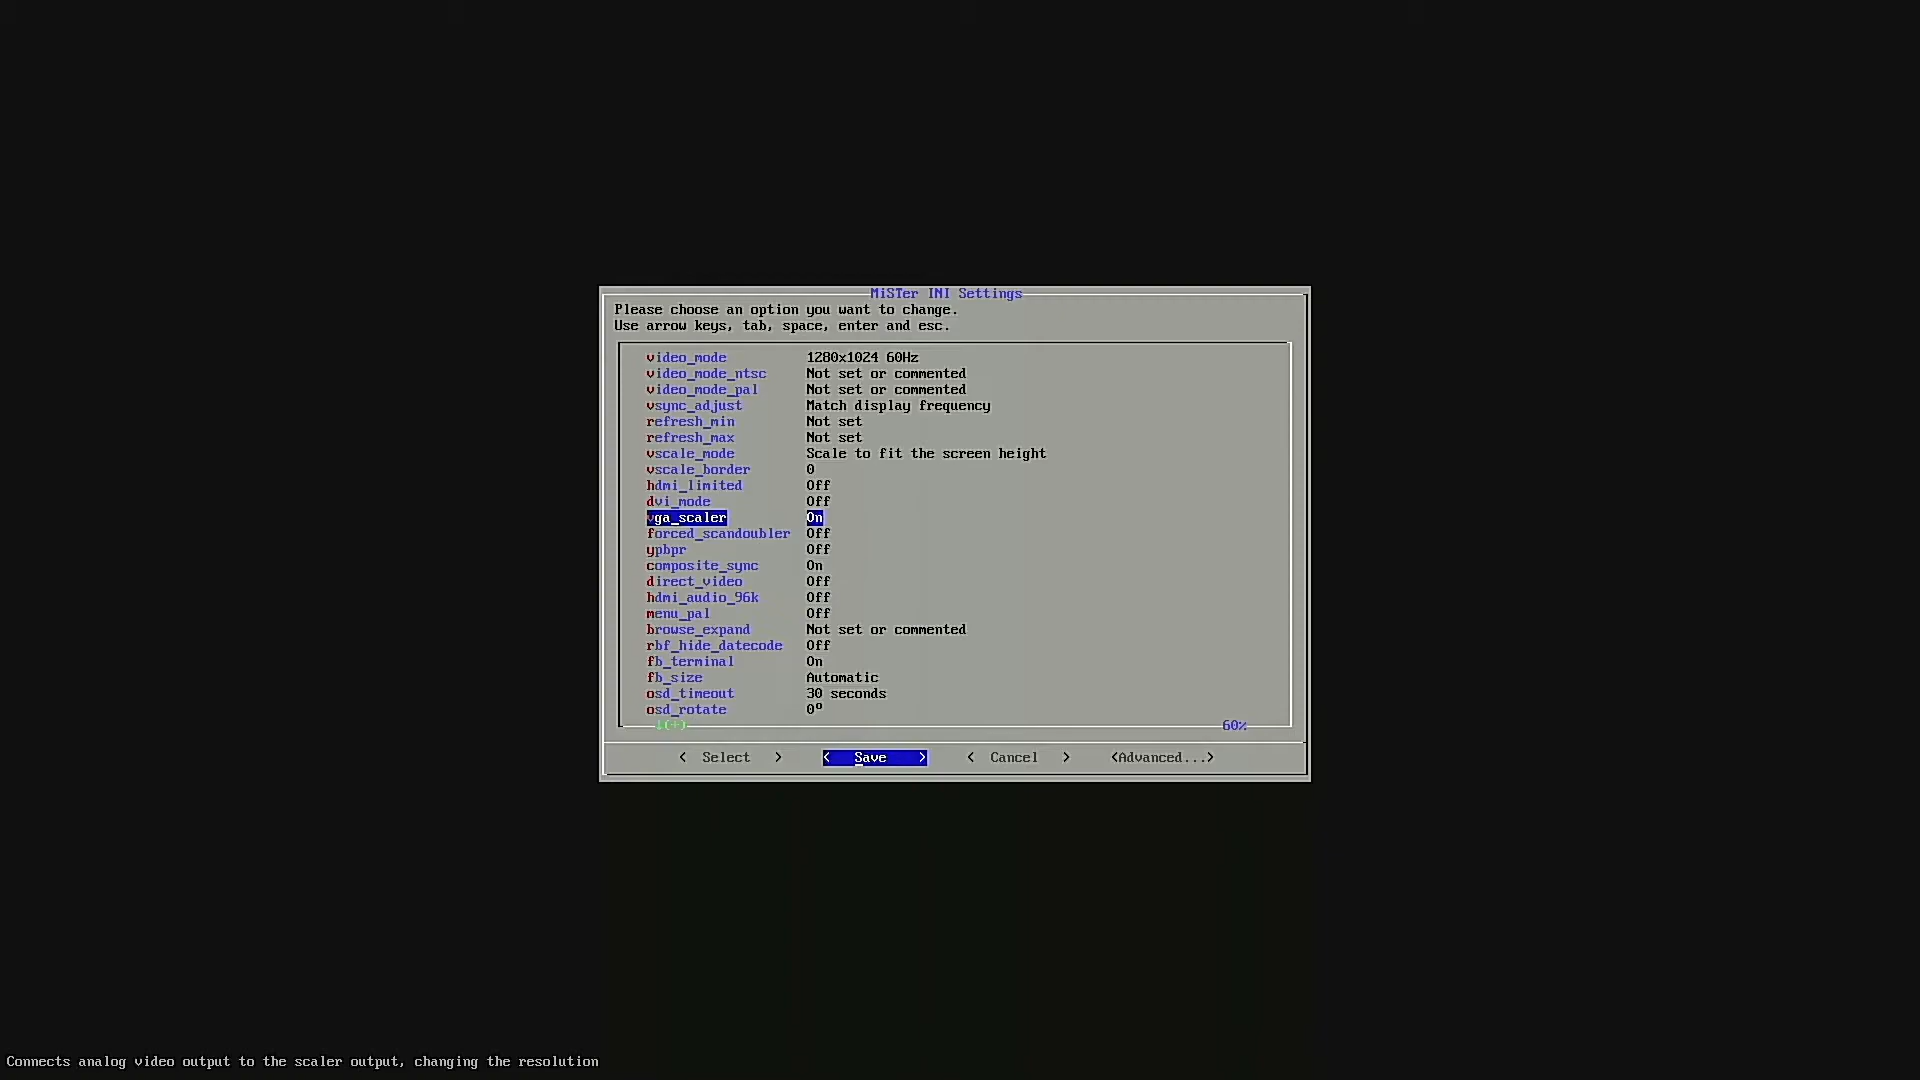 MiSTer INI Settings
Please choose an option you want to change.
Use arrow keys, tab, space, enter and esc.
video_mode 1280x1024 60Hz
video_mode_ntsc Not set or commented
video_mode_pal Not set or commented
vsync_adjust Match display frequency
refresh_min Not set
refresh_max Not set
vscale_mode Scale to fit the screen height
vscale_border 0
hdmi_limited Off
dvi_mode Off
vga_scaler On
forced_scandoubler Off
ypbpr Off
composite_sync On
direct_video Off
hdmi_audio_96k Off
menu_pal Off
browse_expand Not set or commented
rbf_hide_datecode Off
fb_terminal On
fb_size Automatic
osd_timeout 30 seconds
osd_rotate 0º
↓(+) 60%
< Select > < Save > < Cancel > <Advanced...>
Connects analog video output to the scaler output, changing the resolution